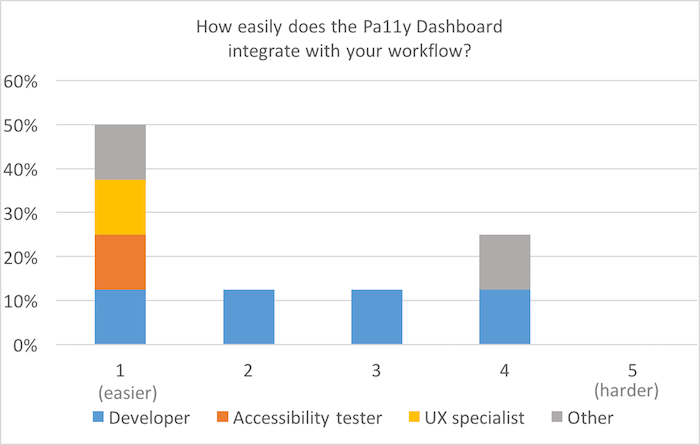 How easily does the Pa11y Dashboard
integrate with your workflow?
60%
50%
40%
30%
20%
10%
0%
1 2 3 4 5
(easier) (harder)
Developer Accessibility tester UX specialist Other